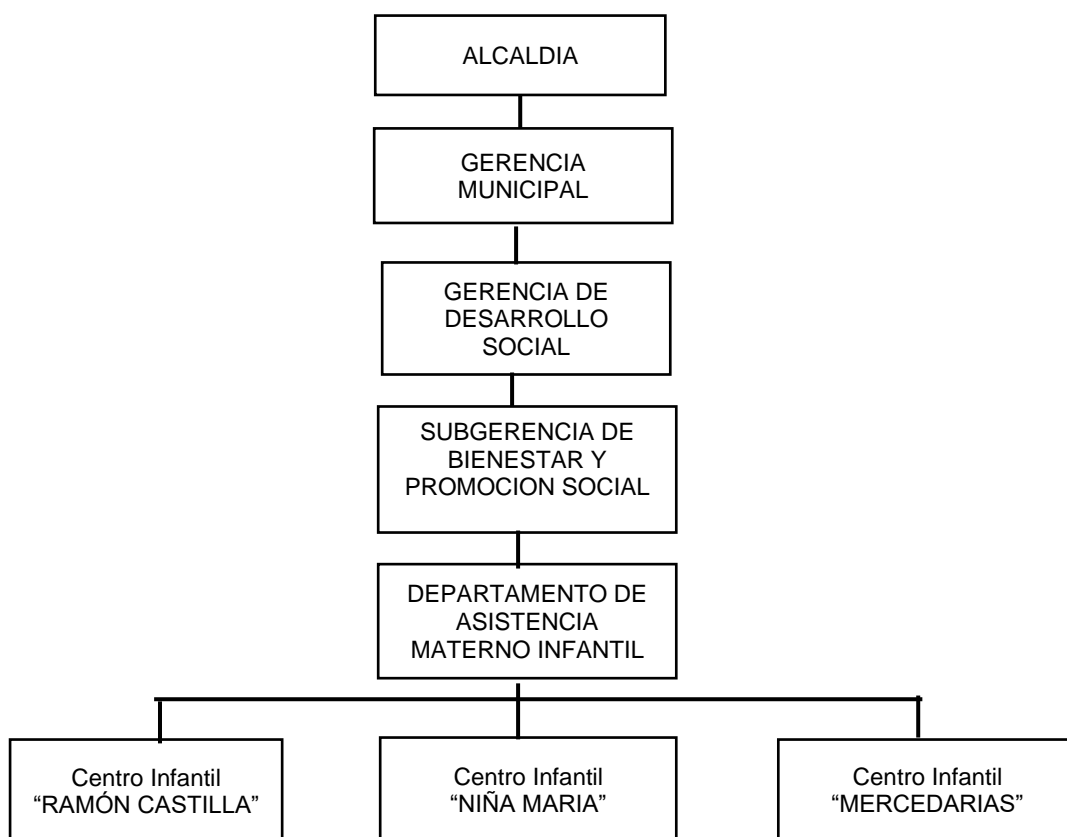 ALCALDIA
GERENCIA
MUNICIPAL
GERENCIA DE
DESARROLLO
SOCIAL
SUBGERENCIA DE
BIENESTAR Y
PROMOCION SOCIAL
DEPARTAMENTO DE
ASISTENCIA
MATERNO INFANTIL
Centro Infantil
“RAMÓN CASTILLA”
Centro Infantil
“NIÑA MARIA”
Centro Infantil
“MERCEDARIAS”